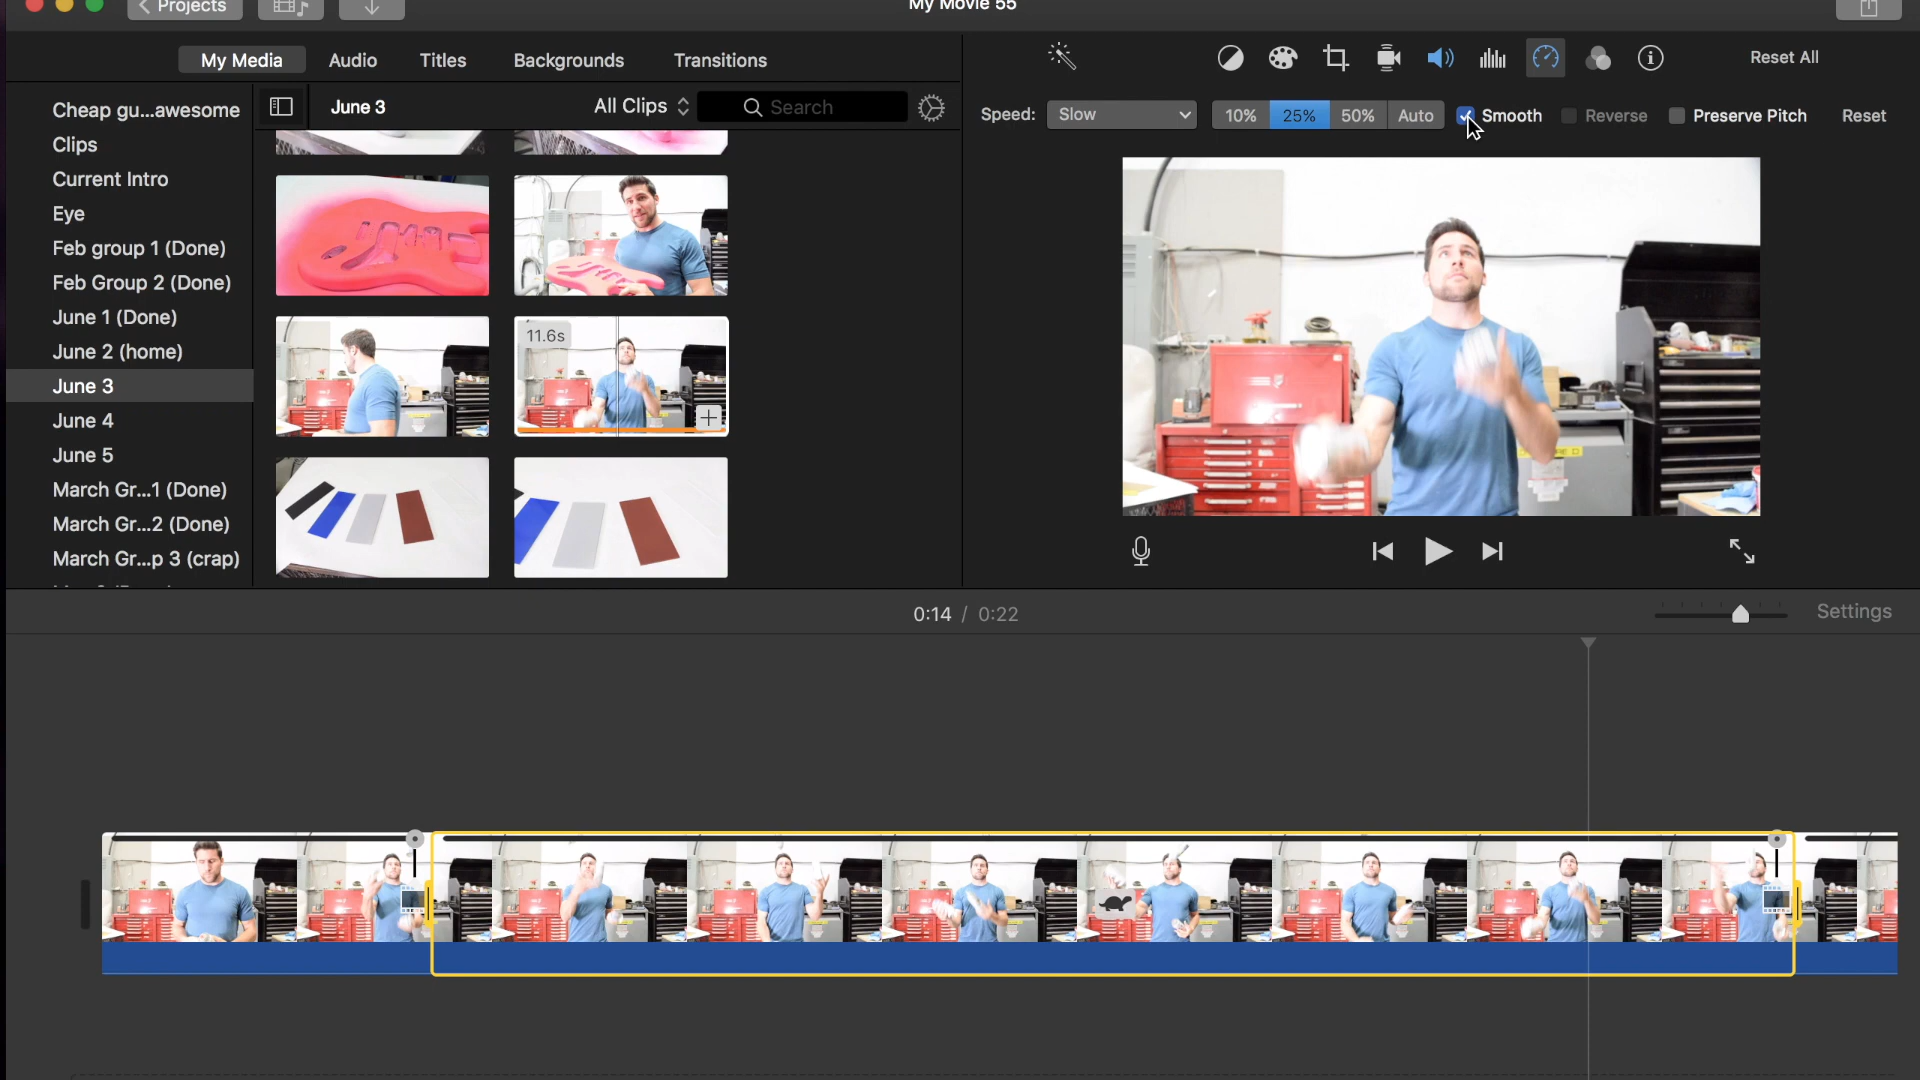 Projects
My Movie 55
My Media
Audio
Titles
Backgrounds
Transitions
Reset All
Cheap gu...awesome
Clips
Current Intro
Eye
Feb group 1 (Done)
Feb Group 2 (Done)
June 1 (Done)
June 2 (home)
June 3
June 4
June 5
March Gr...1 (Done)
March Gr...2 (Done)
March Gr...p 3 (crap)
June 3
All Clips
Search
11.6s
Speed:
Slow
10%
25%
50%
Auto
Smooth
Reverse
Preserve Pitch
Reset
0:14 / 0:22
Settings